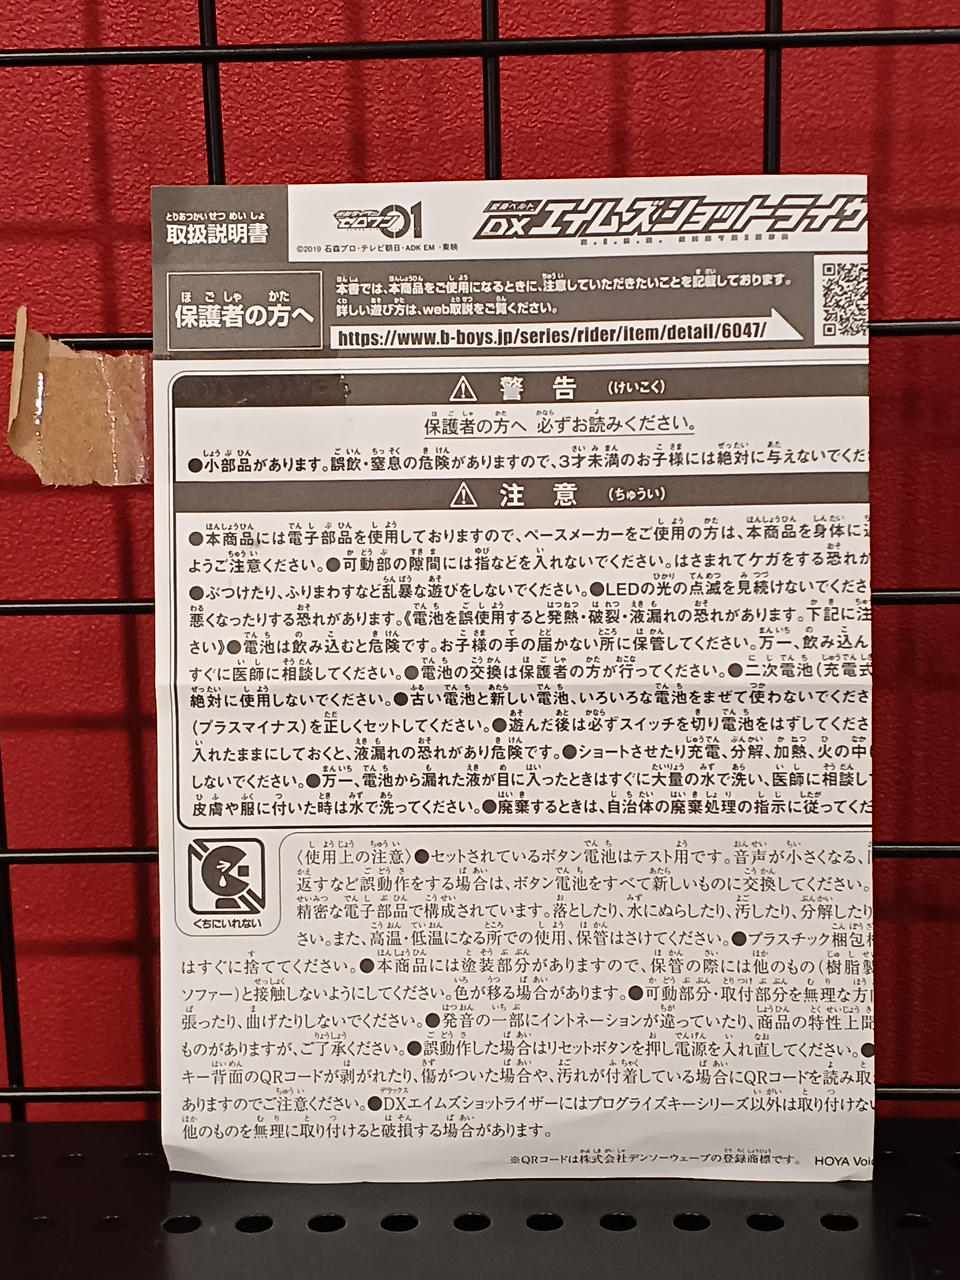 とりあつかいせつめいしょ
取扱説明書
仮面ライダー
ゼロワン 01
©2019 石森プロ・テレビ朝日・ADK EM・東映
変身ベルト
DXエイムズショットライザ
ほごしゃ かた
保護者の方へ
本書では、本商品をご使用になるときに、注意していただきたいことを記載しております。
詳しい遊び方は、web取説をご覧ください。
https://www.b-boys.jp/series/rider/item/detail/6047/
⚠ 警告 (けいこく)
保護者の方へ 必ずお読みください。
●小部品があります。誤飲・窒息の危険がありますので、3才未満のお子様には絶対に与えないでくだ
⚠ 注意 (ちゅうい)
●本商品には電子部品を使用しておりますので、ペースメーカーをご使用の方は、本商品を身体に近
ようご注意ください。●可動部の隙間には指などを入れないでください。はさまれてケガをする恐れが
●ぶつけたり、ふりまわすなど乱暴な遊びをしないでください。●LEDの光の点滅を見続けないでくださ
悪くなったりする恐れがあります。《電池を誤使用すると発熱・破裂・液漏れの恐れがあります。下記に注
さい》●電池は飲み込むと危険です。お子様の手の届かない所に保管してください。万一、飲み込ん
すぐに医師に相談してください。●電池の交換は保護者の方が行ってください。●二次電池(充電式
絶対に使用しないでください。●古い電池と新しい電池、いろいろな電池をまぜて使わないでくださ
(プラスマイナス)を正しくセットしてください。●遊んだ後は必ずスイッチを切り電池をはずしてくださ
入れたままにしておくと、液漏れの恐れがあり危険です。●ショートさせたり充電、分解、加熱、火の中
しないでください。●万一、電池から漏れた液が目に入ったときはすぐに大量の水で洗い、医師に相談し
皮膚や服に付いた時は水で洗ってください。●廃棄するときは、自治体の廃棄処理の指示に従ってくだ
くちにいれない
〈使用上の注意〉●セットされているボタン電池はテスト用です。音声が小さくなる、
返すなど誤動作をする場合は、ボタン電池をすべて新しいものに交換してください。
精密な電子部品で構成されています。落としたり、水にぬらしたり、汚したり、分解したり
さい。また、高温・低温になる所での使用、保管はさけてください。●プラスチック梱包材
はすぐに捨ててください。●本商品には塗装部分がありますので、保管の際には他のもの(樹脂製
ソファー)と接触しないようにしてください。色が移る場合があります。●可動部分・取付部分を無理な方向
張ったり、曲げたりしないでください。●発音の一部にイントネーションが違っていたり、商品の特性上聞
ものがありますが、ご了承ください。●誤動作した場合はリセットボタンを押し電源を入れ直してください。●
キー背面のQRコードが剥がれたり、傷がついた場合や、汚れが付着している場合にQRコードを読み取
ありますのでご注意ください。●DXエイムズショットライザーにはプログライズキーシリーズ以外は取り付けな
他のものを無理に取り付けると破損する場合があります。
※QRコードは株式会社デンソーウェーブの登録商標です。 HOYA Voi